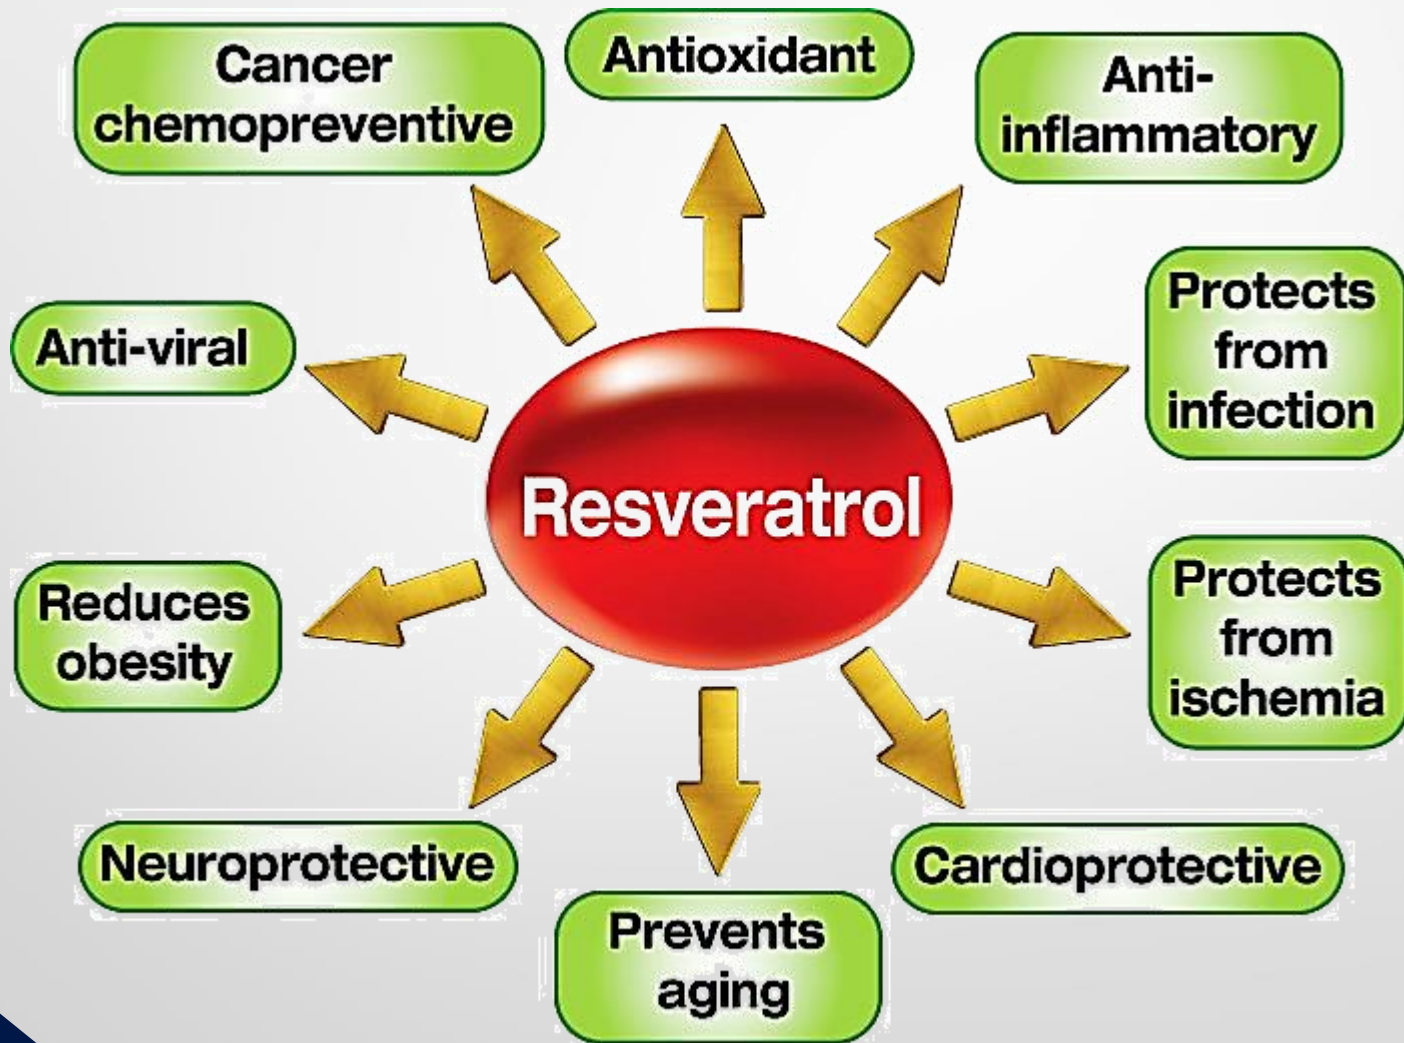 Cancer
chemopreventive
Antioxidant
Anti-
inflammatory
Anti-viral
Protects
from
infection
Resveratrol
Reduces
obesity
Protects
from
ischemia
Neuroprotective
Cardioprotective
Prevents
aging